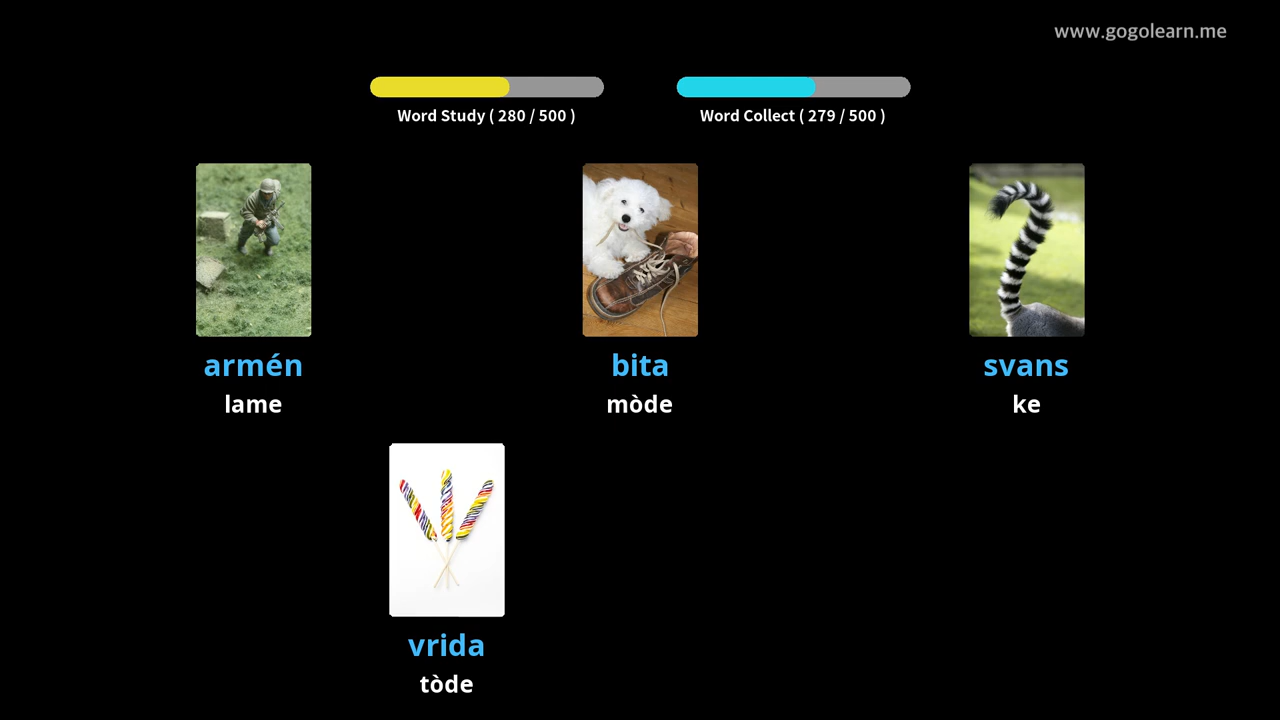 www.gogolearn.me
Word Study ( 280 / 500 )
Word Collect ( 279 / 500 )
armén
lame
bita
mòde
svans
ke
vrida
tòde